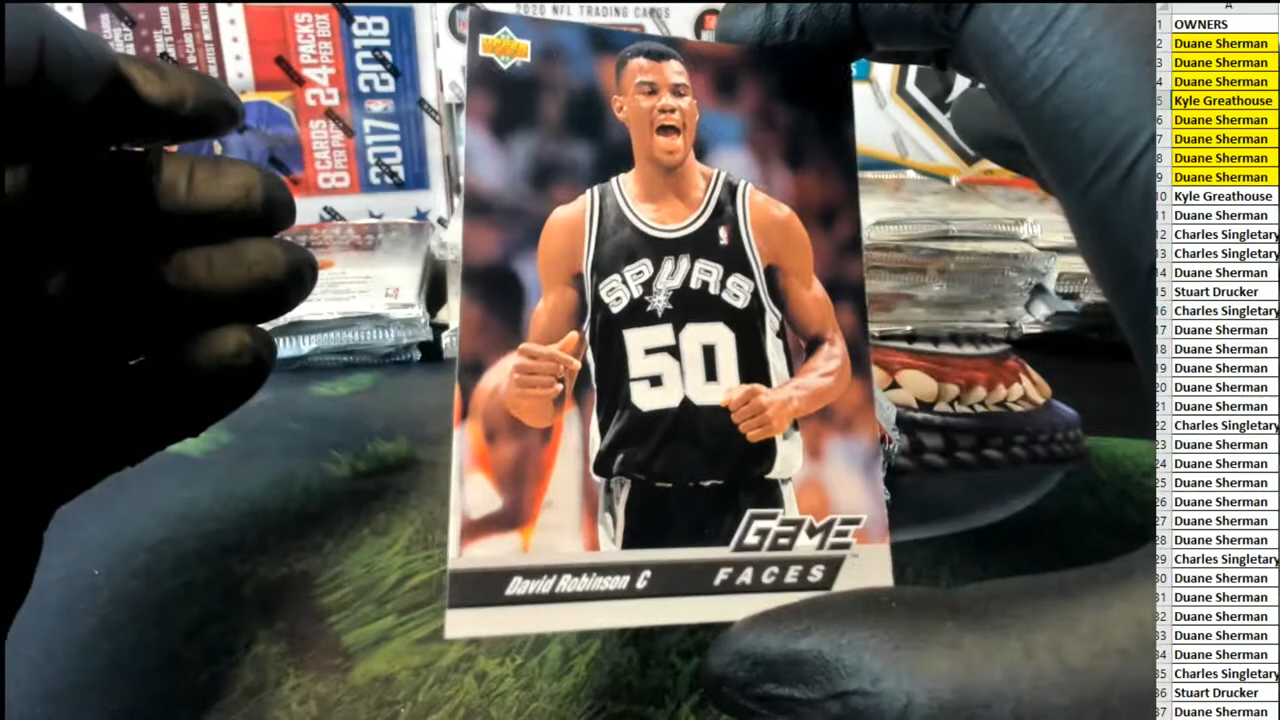 2020 NFL TRADING CARDS
24 PACKS
PER BOX
8 CARDS
2017 2018
UPPER DECK
SPURS
50
GAME
FACES
David Robinson C
A
1 OWNERS
2 Duane Sherman
3 Duane Sherman
4 Duane Sherman
5 Kyle Greathouse
6 Duane Sherman
7 Duane Sherman
8 Duane Sherman
9 Duane Sherman
10 Kyle Greathouse
11 Duane Sherman
12 Charles Singletary
13 Charles Singletary
14 Duane Sherman
15 Stuart Drucker
16 Charles Singletary
17 Duane Sherman
18 Duane Sherman
19 Duane Sherman
20 Duane Sherman
21 Duane Sherman
22 Charles Singletary
23 Duane Sherman
24 Duane Sherman
25 Duane Sherman
26 Duane Sherman
27 Duane Sherman
28 Duane Sherman
29 Charles Singletary
30 Duane Sherman
31 Duane Sherman
32 Duane Sherman
33 Duane Sherman
34 Duane Sherman
35 Charles Singletary
36 Stuart Drucker
37 Duane Sherman